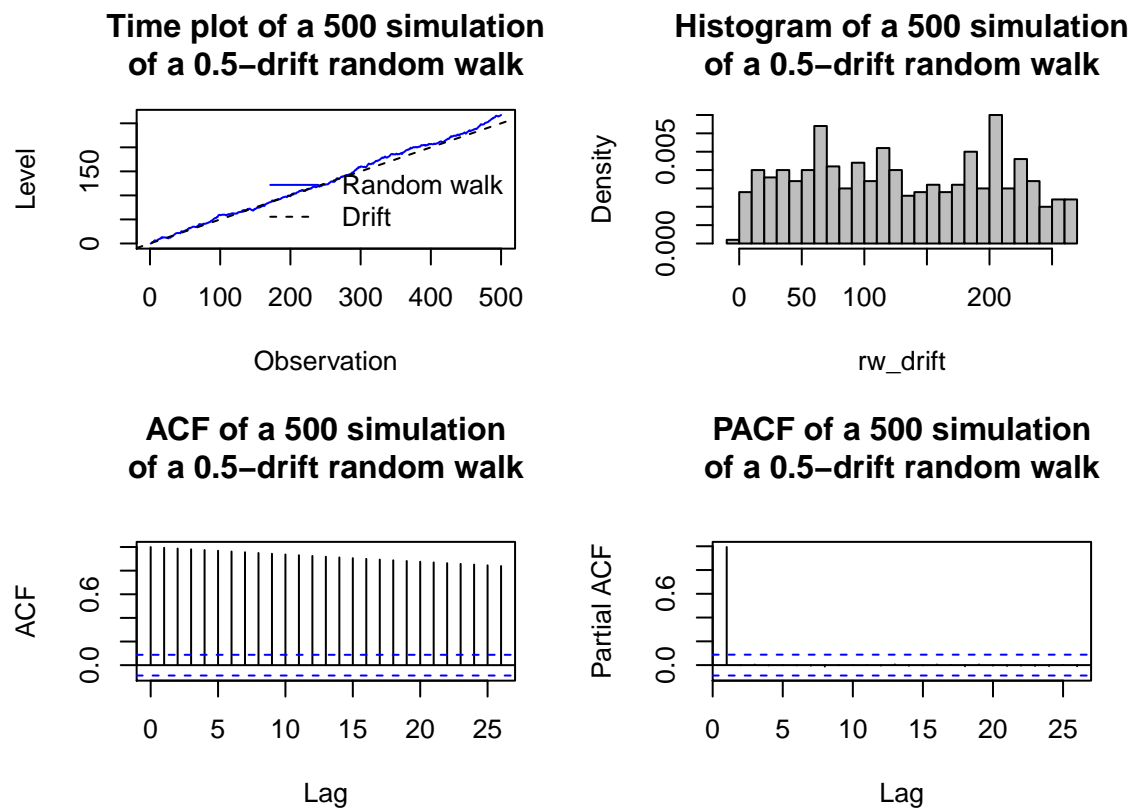 Time plot of a 500 simulation
of a 0.5−drift random walk
Level
0
150
Random walk
Drift
0 100 200 300 400 500
Observation
Histogram of a 500 simulation
of a 0.5−drift random walk
Density
0.000
0.005
0 50 100 200
rw_drift
ACF of a 500 simulation
of a 0.5−drift random walk
ACF
0.0
0.6
0 5 10 15 20 25
Lag
PACF of a 500 simulation
of a 0.5−drift random walk
Partial ACF
0.0
0.6
0 5 10 15 20 25
Lag